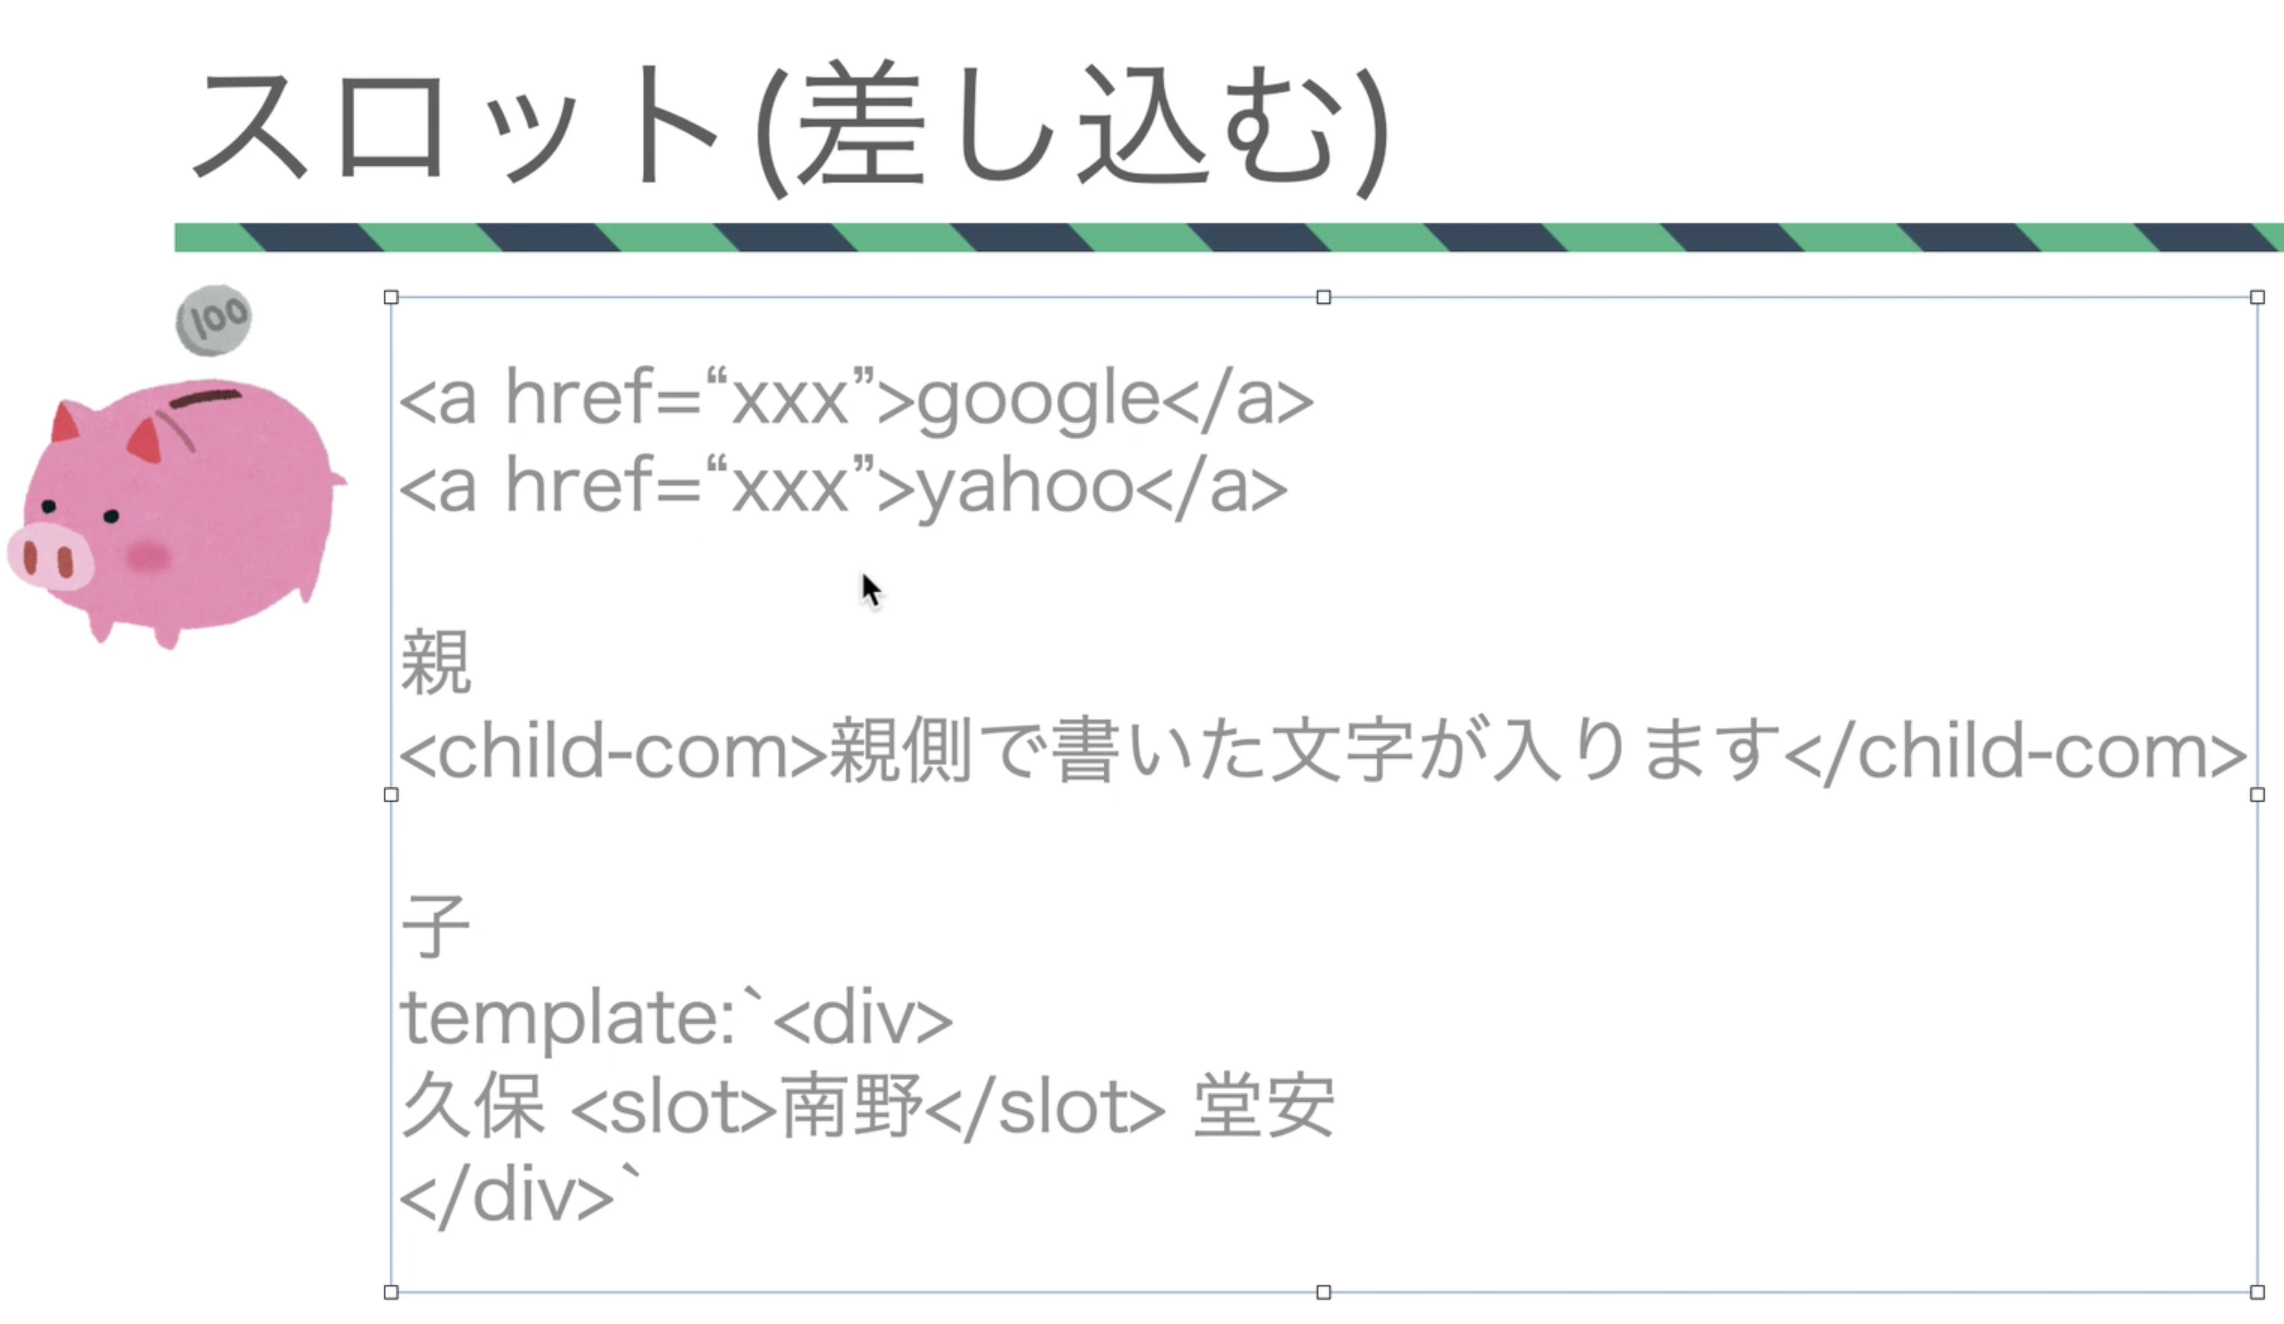 スロット(差し込む)
100
<a href=“xxx”>google</a>
<a href=“xxx”>yahoo</a>
親
<child-com>親側で書いた文字が入ります</child-com>
子
template:`<div>
久保 <slot>南野</slot> 堂安
</div>`